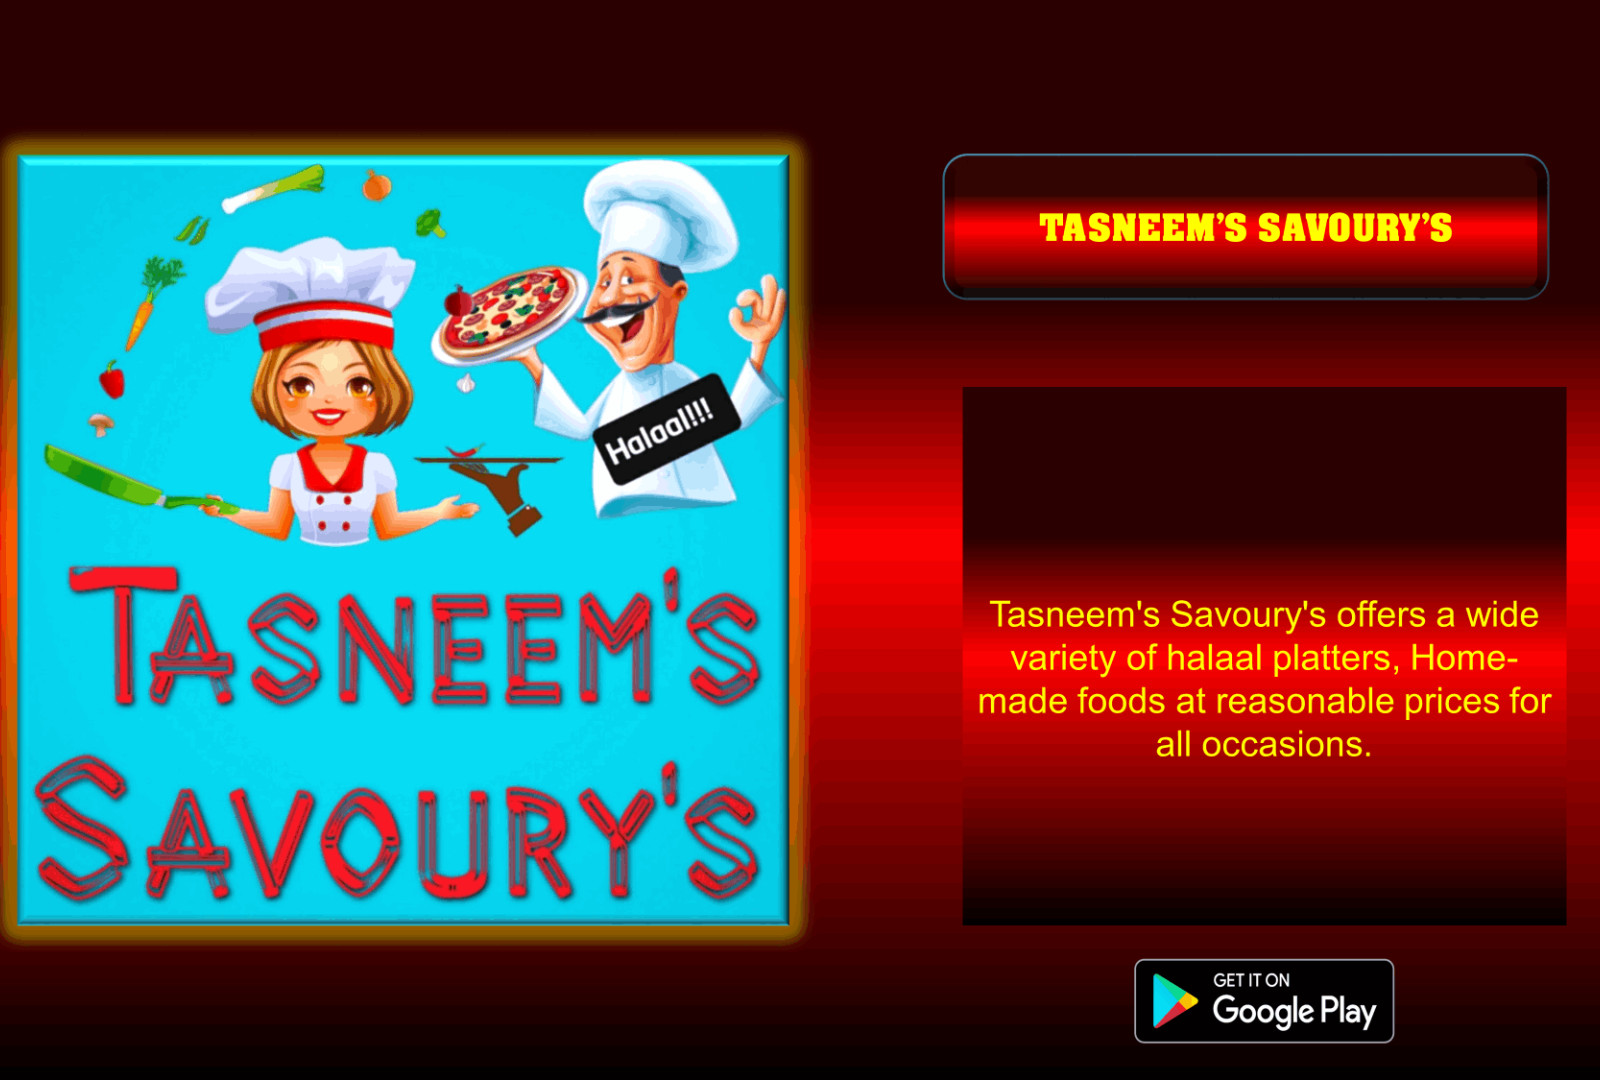 Halaal!!!
TASNEEM'S
SAVOURY'S
TASNEEM’S SAVOURY’S
Tasneem's Savoury's offers a wide
variety of halaal platters, Home-
made foods at reasonable prices for
all occasions.
GET IT ON
Google Play